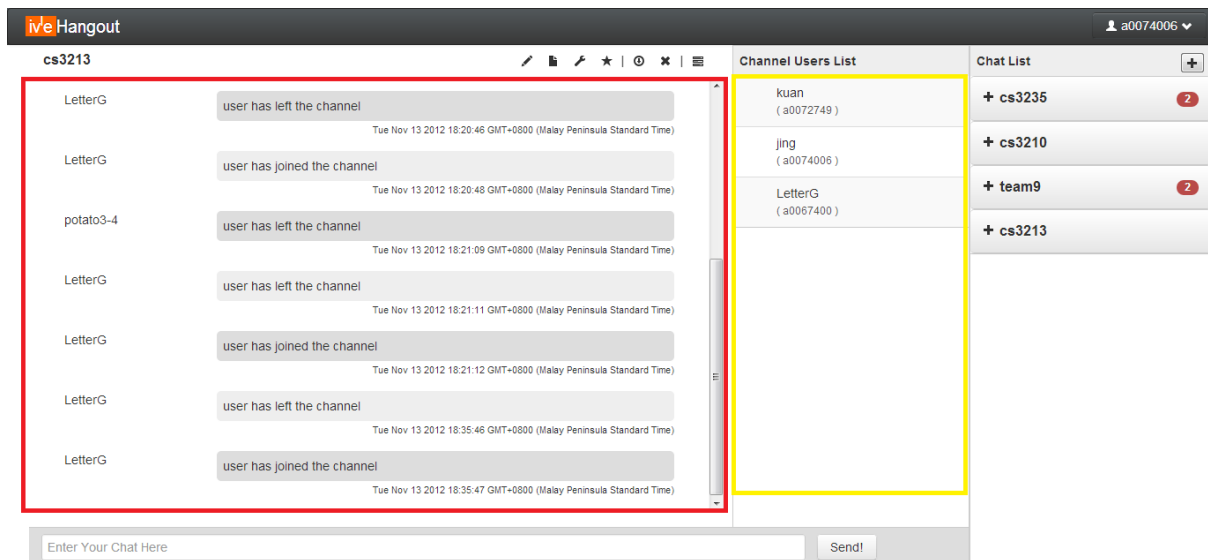 iv'e Hangout
a0074006
cs3213
LetterG
user has left the channel
Tue Nov 13 2012 18:20:46 GMT+0800 (Malay Peninsula Standard Time)
LetterG
user has joined the channel
Tue Nov 13 2012 18:20:48 GMT+0800 (Malay Peninsula Standard Time)
potato3-4
user has left the channel
Tue Nov 13 2012 18:21:09 GMT+0800 (Malay Peninsula Standard Time)
LetterG
user has left the channel
Tue Nov 13 2012 18:21:11 GMT+0800 (Malay Peninsula Standard Time)
LetterG
user has joined the channel
Tue Nov 13 2012 18:21:12 GMT+0800 (Malay Peninsula Standard Time)
LetterG
user has left the channel
Tue Nov 13 2012 18:35:46 GMT+0800 (Malay Peninsula Standard Time)
LetterG
user has joined the channel
Tue Nov 13 2012 18:35:47 GMT+0800 (Malay Peninsula Standard Time)
Enter Your Chat Here
Send!
Channel Users List
kuan
( a0072749 )
jing
( a0074006 )
LetterG
( a0067400 )
Chat List
+ cs3235 2
+ cs3210
+ team9 2
+ cs3213